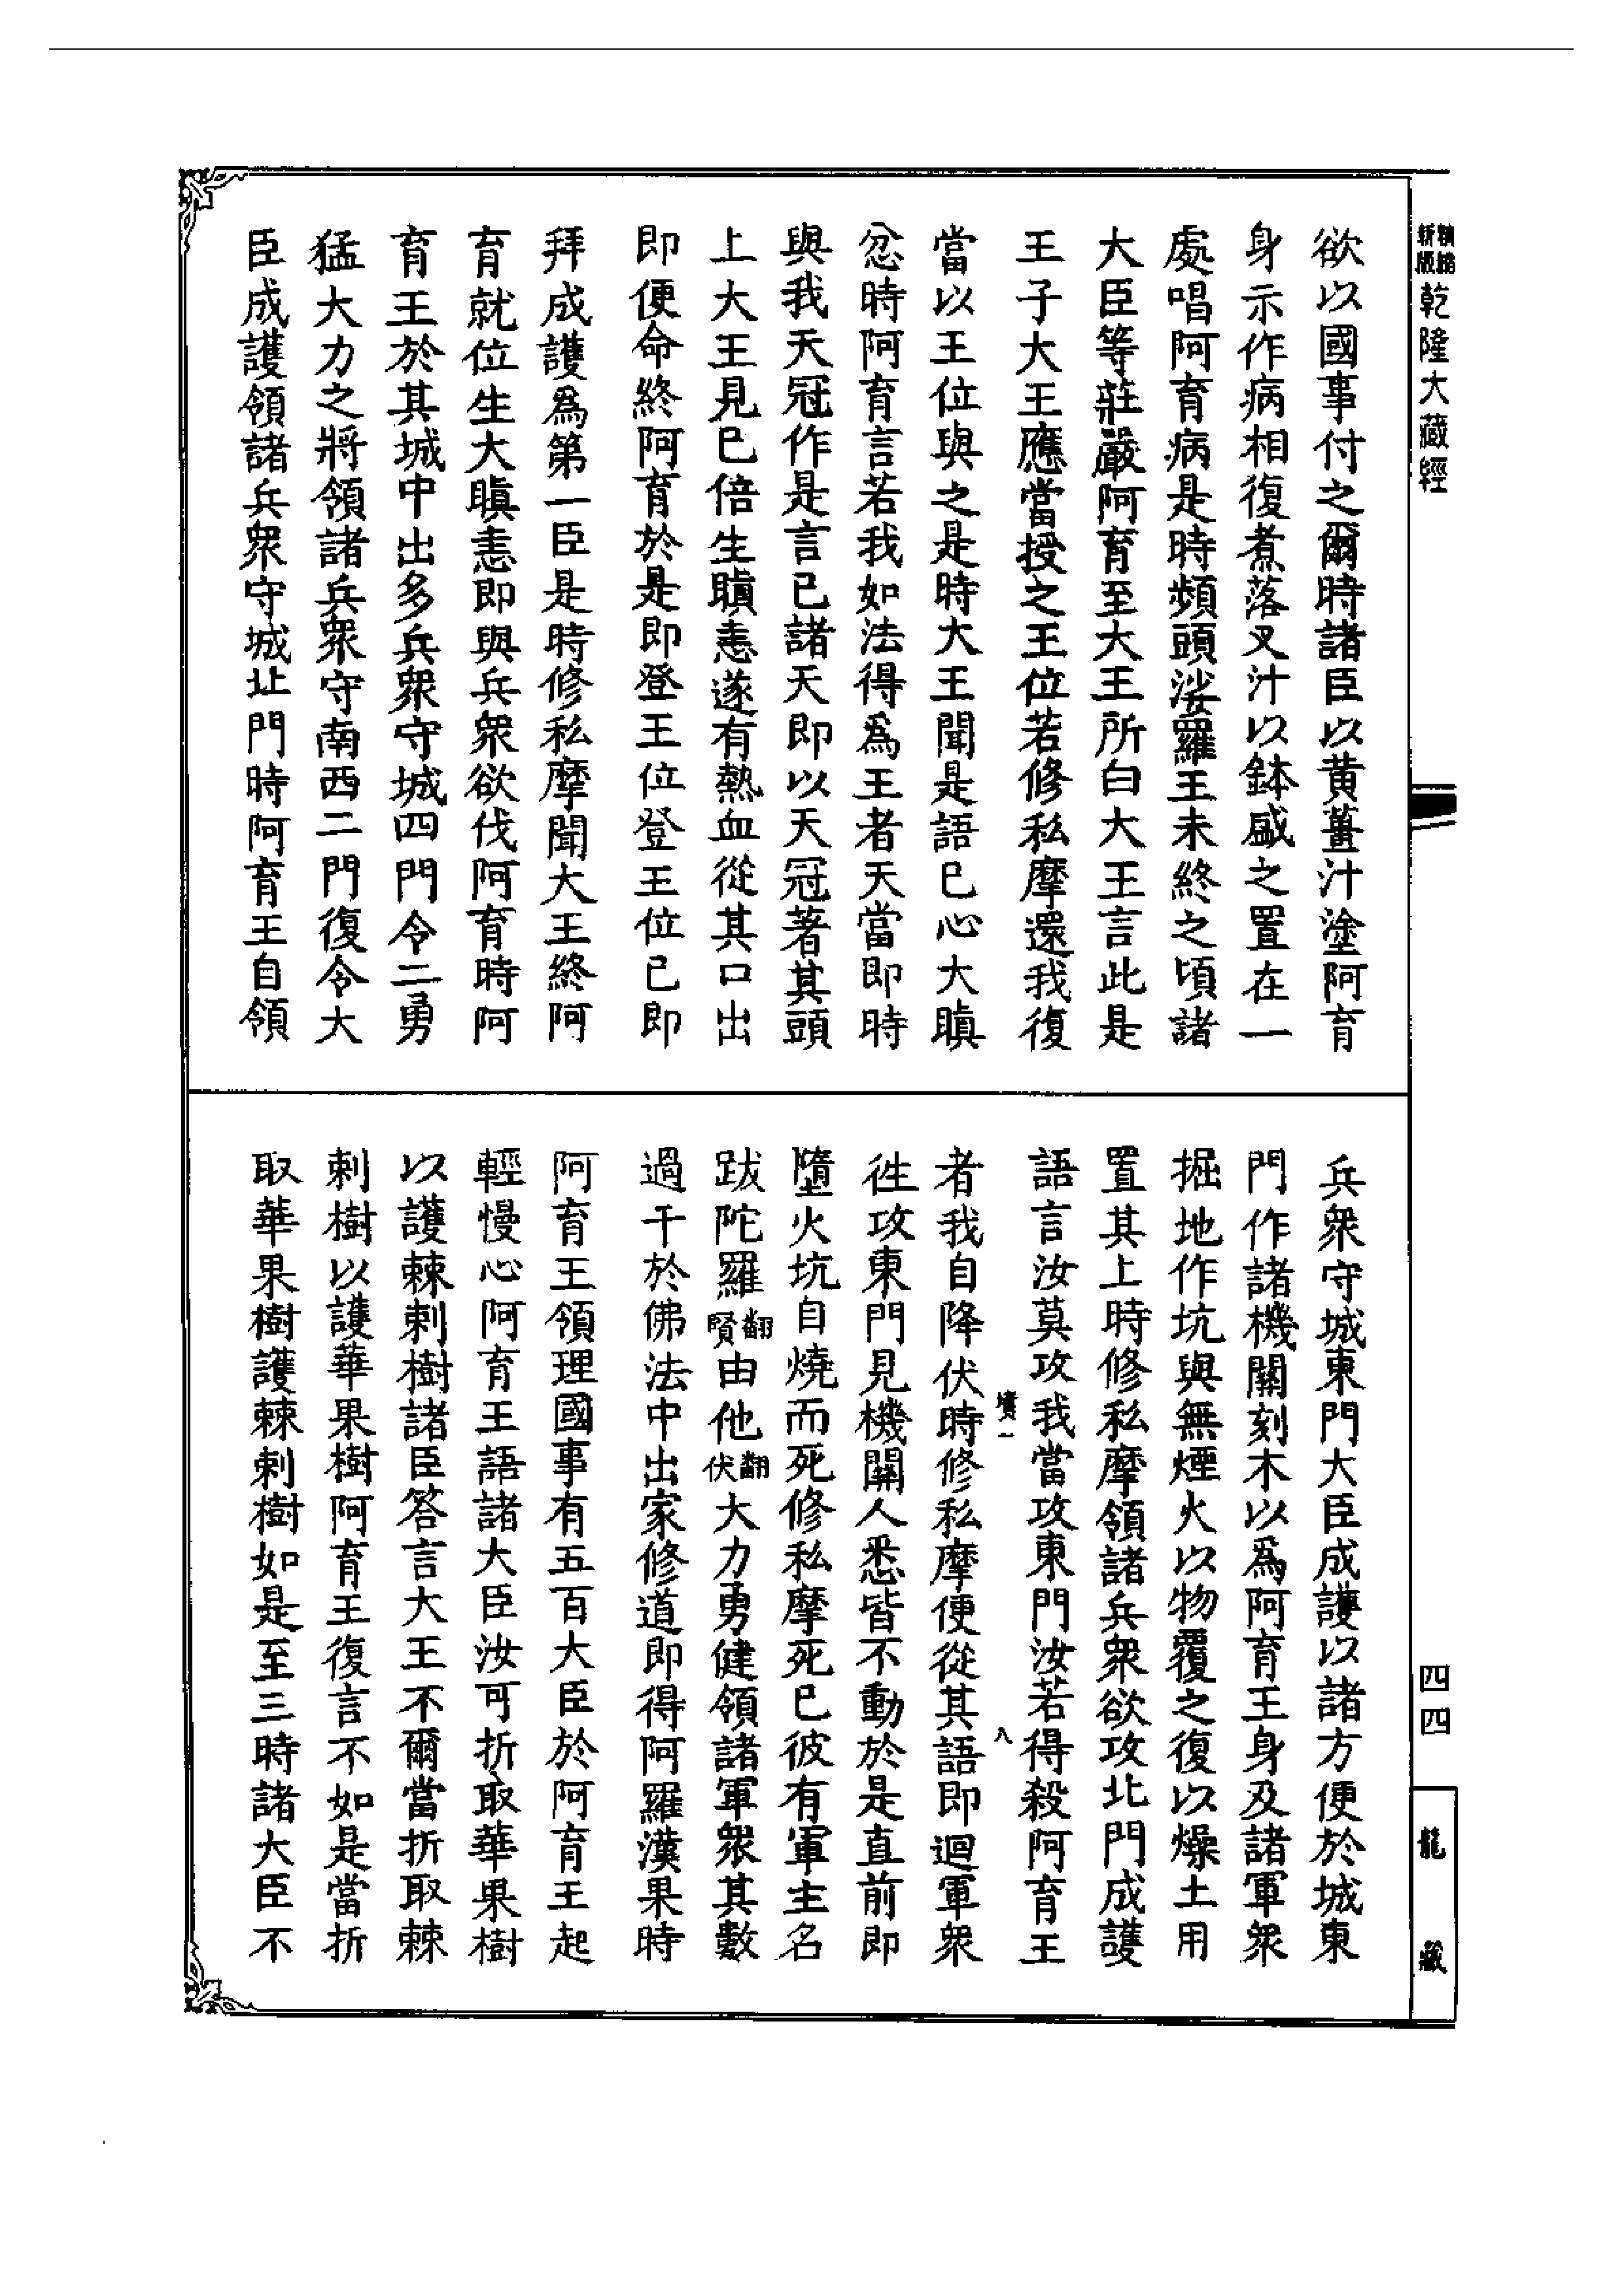 精縮新版
乾隆大藏經
欲以國事付之爾時諸臣以黃薑汁塗阿育
身示作病相復煮落叉汁以鉢盛之置在一
處唱阿育病是時頻頭娑羅王未終之頃諸
大臣等莊嚴阿育至大王所白大王言此是
王子大王應當授之王位若修私摩還我復
當以王位與之是時大王聞是語已心大瞋
忿時阿育言若我如法得為王者天當即時
與我天冠作是言已諸天即以天冠著其頭
上大王見已倍生瞋恚遂有熱血從其口出
即便命終阿育於是即登王位登王位已即
拜成護為第一臣是時修私摩聞大王終阿
育就位生大瞋恚即與兵眾欲伐阿育時阿
育王於其城中出多兵眾守城四門令二勇
猛大力之將領諸兵眾守南西二門復令大
臣成護領諸兵眾守城北門時阿育王自領
兵眾守城東門大臣成護以諸方便於城東
門作諸機關刻木以為阿育王身及諸軍眾
掘地作坑與無煙火以物覆之復以燥土用
置其上時修私摩領諸兵眾欲攻北門成護
語言汝莫攻我當攻東門汝若得殺阿育王
一
八
者我自降伏時修私摩便從其語即迴軍眾
往攻東門見機關人悉皆不動於是直前即
墮火坑自燒而死修私摩死已彼有軍主名
跋陀羅翻賢由他翻伏大力勇健領諸軍眾其數
過千於佛法中出家修道即得阿羅漢果時
阿育王領理國事有五百大臣於阿育王起
輕慢心阿育王語諸大臣汝可折取華果樹
以護棘刺樹諸臣答言大王不爾當折取棘
刺樹以護華果樹阿育王復言不如是當折
取華果樹護棘刺樹如是至三時諸大臣不
四四
龍藏